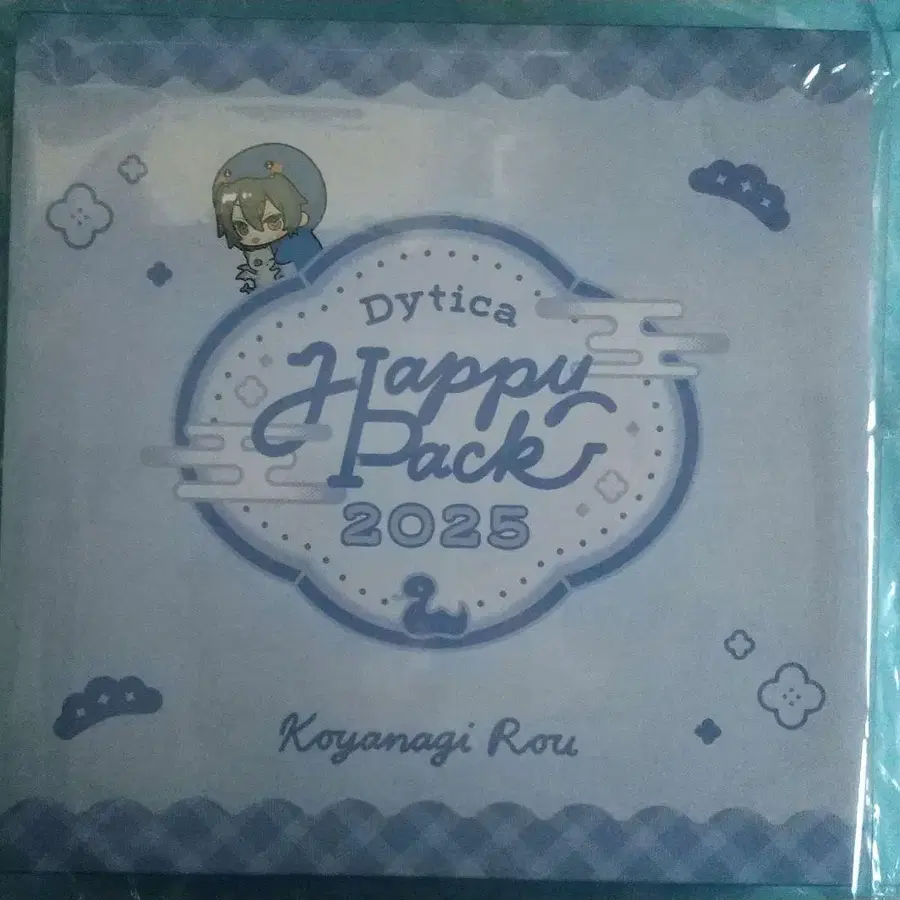 Dytica
Happy
Pack
2025
Koyanagi Rou